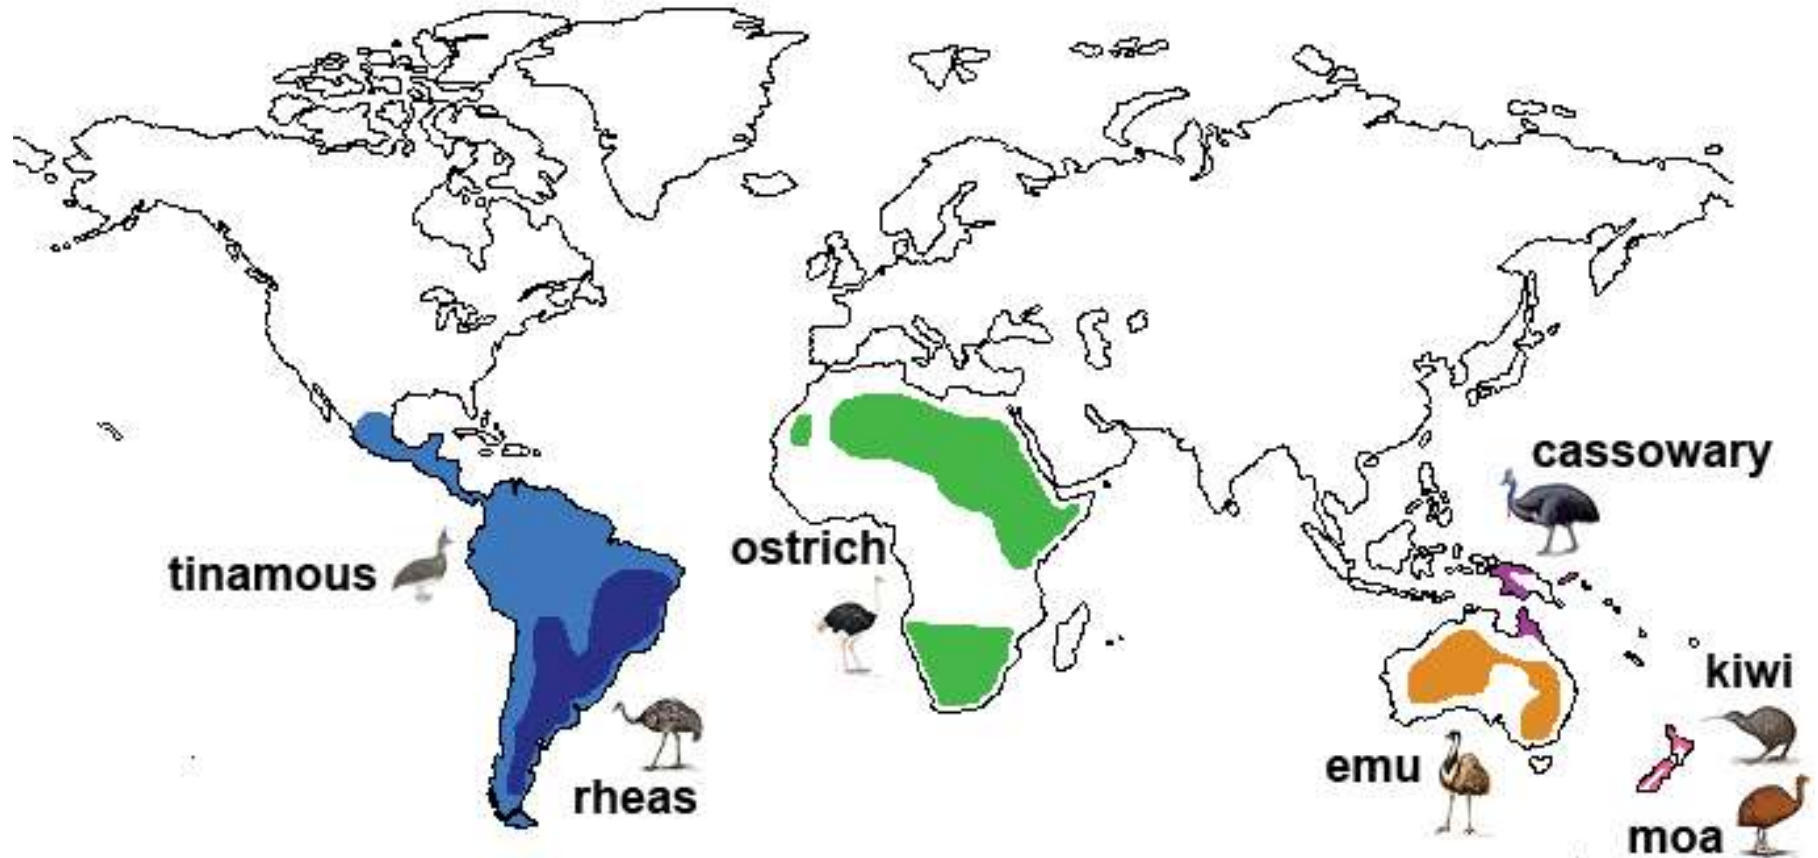 cassowary
ostrich
tinamous
kiwi
emu
rheas
moa